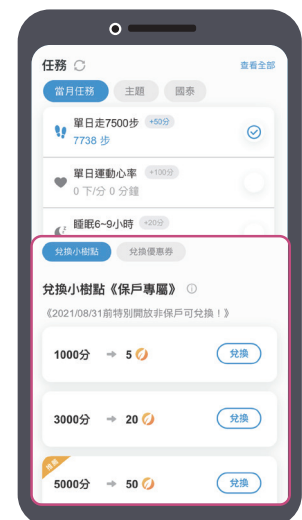 任務
查看全部
當月任務 主題 國泰
單日走7500步 +50分
7738 步
單日運動心率 +100分
0 下/分 0 分鐘
睡眠6~9小時 +20分
兌換小樹點 兌換優惠券
兌換小樹點《保戶專屬》
《2021/08/31前特別開放非保戶可兌換！》
1000分 → 5 兌換
3000分 → 20 兌換
推薦
5000分 → 50 兌換